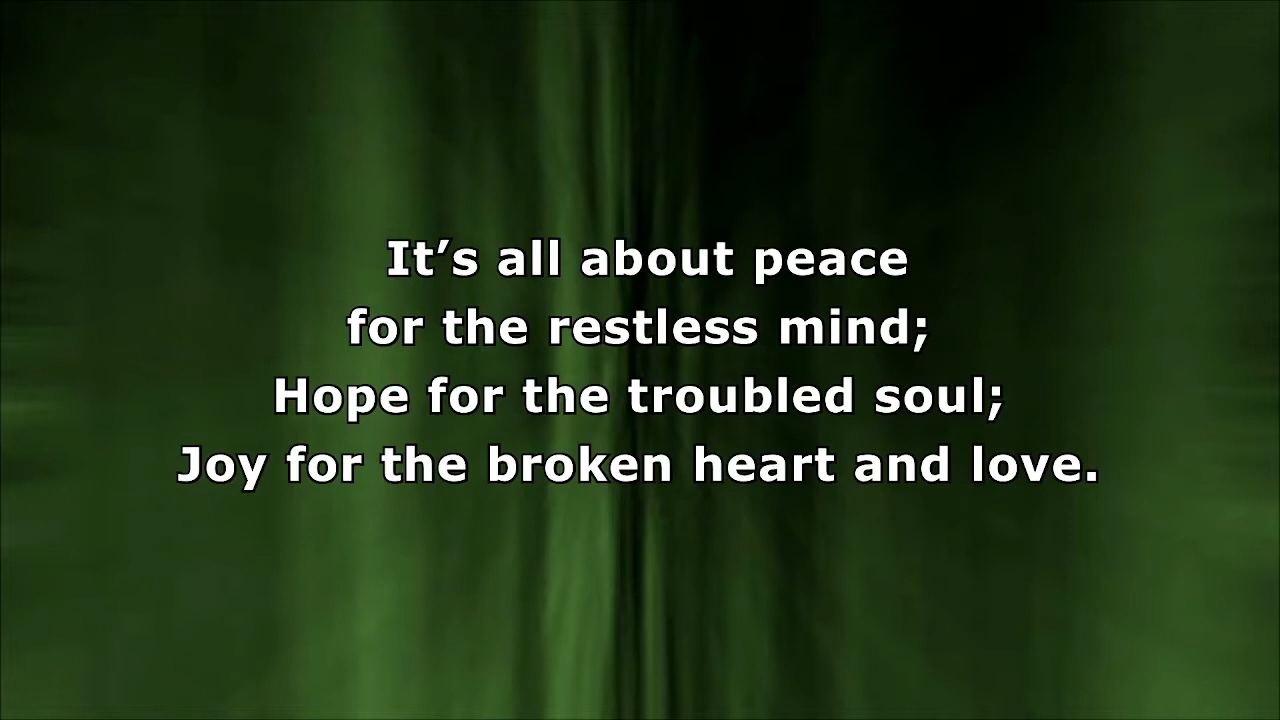 It’s all about peace
for the restless mind;
Hope for the troubled soul;
Joy for the broken heart and love.